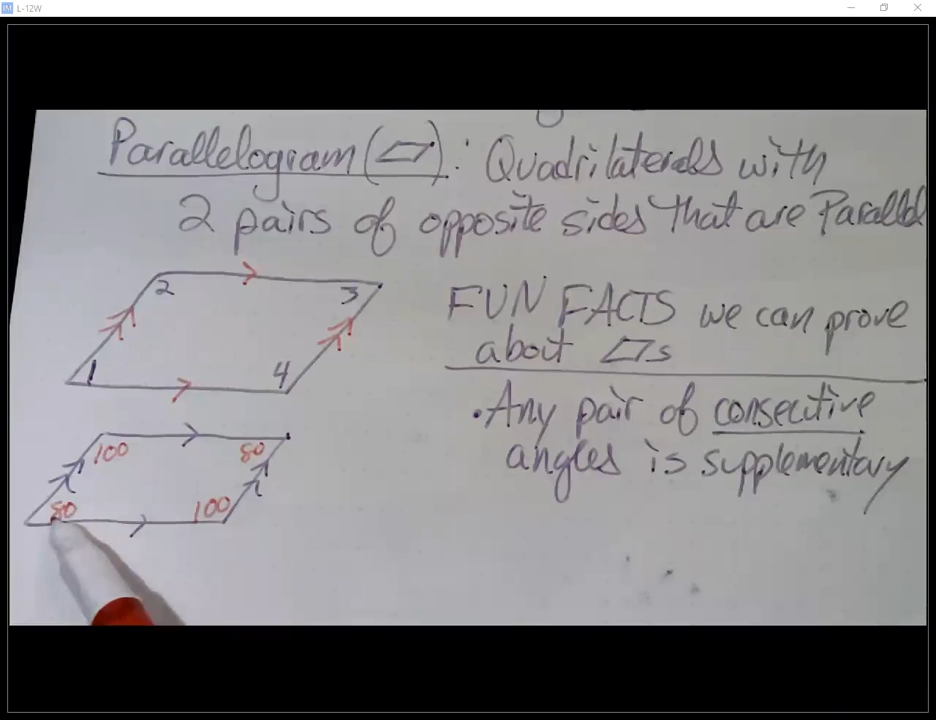 L-12W
Parallelogram (▱): Quadrilaterals with
2 pairs of opposite sides that are Parallel
2 3
1 4
FUN FACTS we can prove
about ▱s
• Any pair of consecutive
angles is supplementary
100 80
80 100